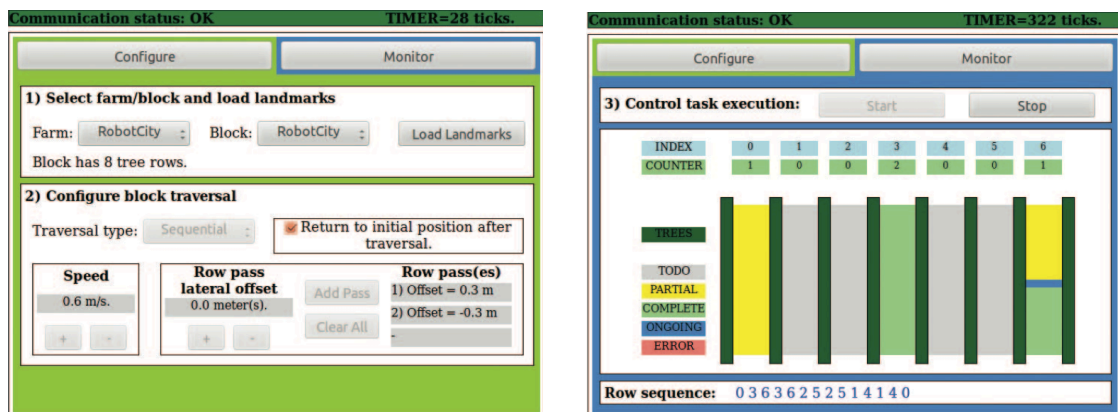 Communication status: OK TIMER=28 ticks.
Configure Monitor
1) Select farm/block and load landmarks
Farm: RobotCity Block: RobotCity Load Landmarks
Block has 8 tree rows.
2) Configure block traversal
Traversal type: Sequential Return to initial position after
traversal.
Speed
0.6 m/s.
+ -
Row pass
lateral offset
0.0 meter(s).
+ -
Add Pass
Clear All
Row pass(es)
1) Offset = 0.3 m
2) Offset = -0.3 m
-
Communication status: OK TIMER=322 ticks.
Configure Monitor
3) Control task execution: Start Stop
INDEX 0 1 2 3 4 5 6
COUNTER 1 0 0 2 0 0 1
TREES
TODO
PARTIAL
COMPLETE
ONGOING
ERROR
Row sequence: 0 3 6 3 6 2 5 2 5 1 4 1 4 0